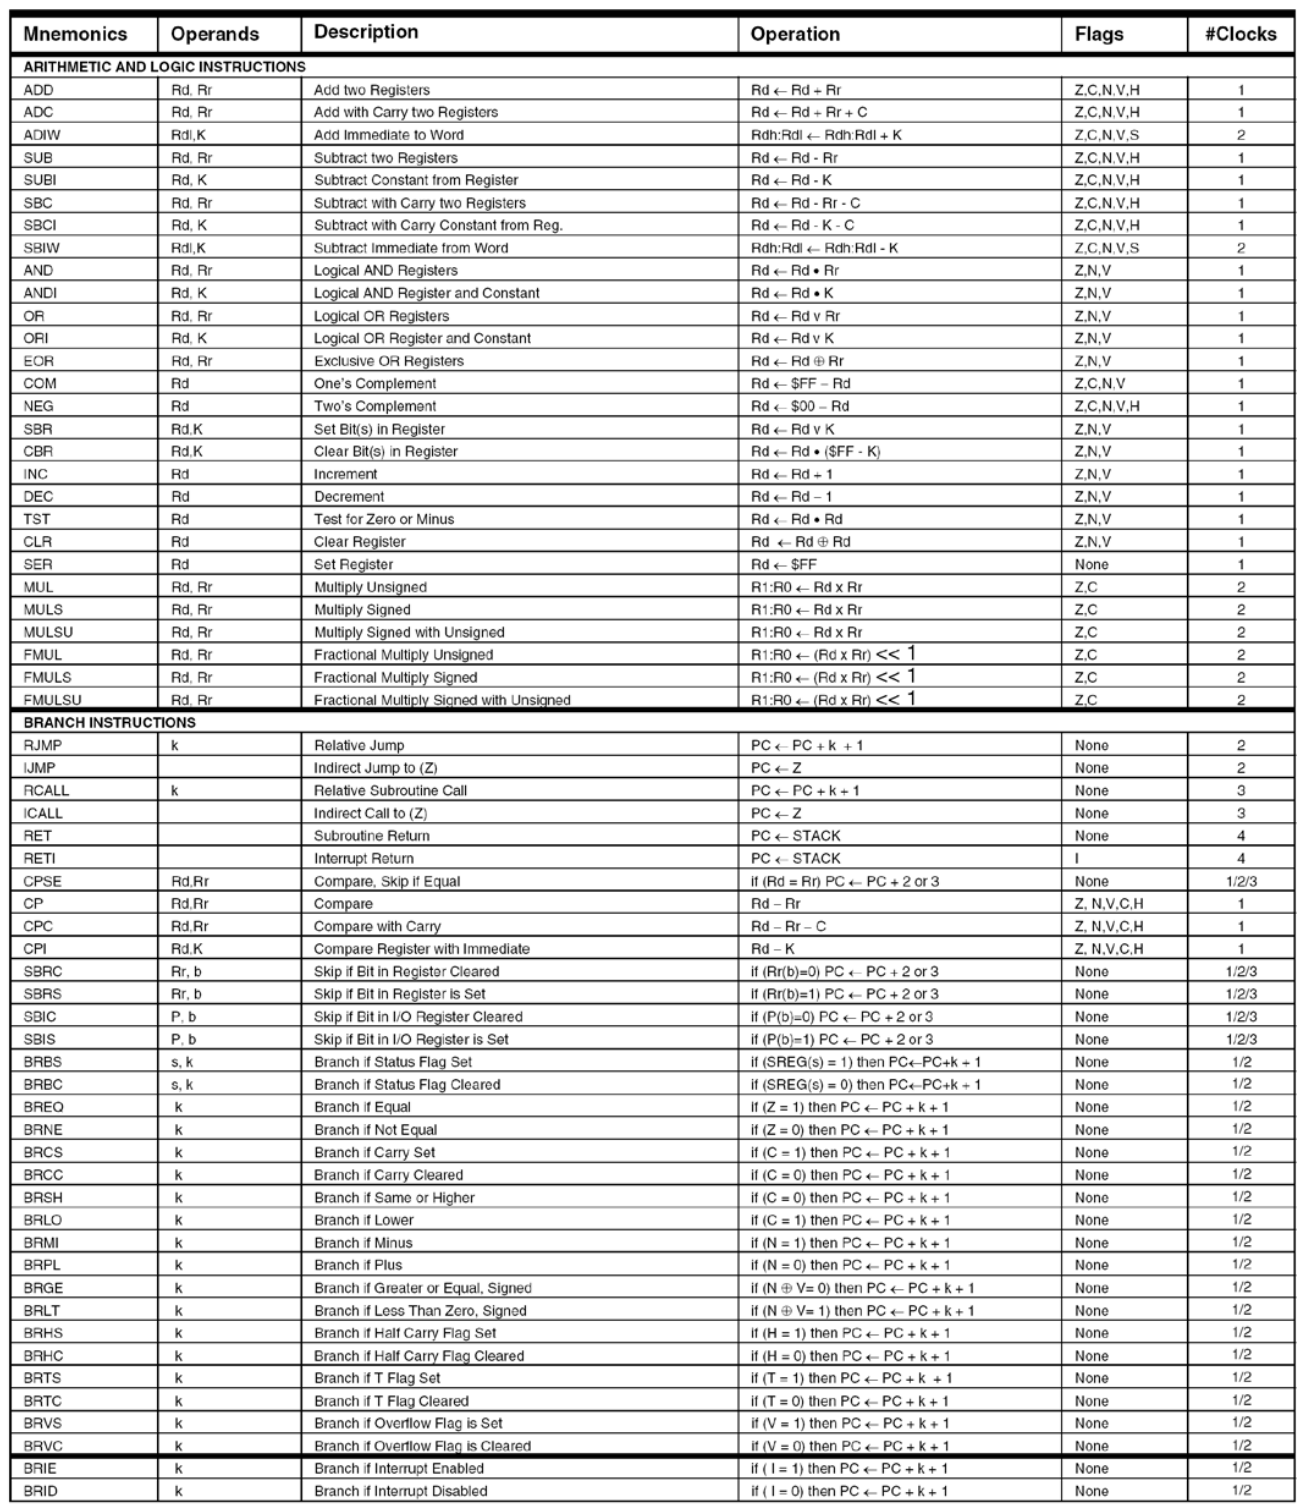 Mnemonics Operands Description Operation Flags #Clocks
ARITHMETIC AND LOGIC INSTRUCTIONS
ADD Rd, Rr Add two Registers Rd ← Rd + Rr Z,C,N,V,H 1
ADC Rd, Rr Add with Carry two Registers Rd ← Rd + Rr + C Z,C,N,V,H 1
ADIW Rdl,K Add Immediate to Word Rdh:Rdl ← Rdh:Rdl + K Z,C,N,V,S 2
SUB Rd, Rr Subtract two Registers Rd ← Rd - Rr Z,C,N,V,H 1
SUBI Rd, K Subtract Constant from Register Rd ← Rd - K Z,C,N,V,H 1
SBC Rd, Rr Subtract with Carry two Registers Rd ← Rd - Rr - C Z,C,N,V,H 1
SBCI Rd, K Subtract with Carry Constant from Reg. Rd ← Rd - K - C Z,C,N,V,H 1
SBIW Rdl,K Subtract Immediate from Word Rdh:Rdl ← Rdh:Rdl - K Z,C,N,V,S 2
AND Rd, Rr Logical AND Registers Rd ← Rd • Rr Z,N,V 1
ANDI Rd, K Logical AND Register and Constant Rd ← Rd • K Z,N,V 1
OR Rd, Rr Logical OR Registers Rd ← Rd v Rr Z,N,V 1
ORI Rd, K Logical OR Register and Constant Rd ← Rd v K Z,N,V 1
EOR Rd, Rr Exclusive OR Registers Rd ← Rd ⊕ Rr Z,N,V 1
COM Rd One's Complement Rd ← $FF − Rd Z,C,N,V 1
NEG Rd Two's Complement Rd ← $00 − Rd Z,C,N,V,H 1
SBR Rd,K Set Bit(s) in Register Rd ← Rd v K Z,N,V 1
CBR Rd,K Clear Bit(s) in Register Rd ← Rd • ($FF - K) Z,N,V 1
INC Rd Increment Rd ← Rd + 1 Z,N,V 1
DEC Rd Decrement Rd ← Rd − 1 Z,N,V 1
TST Rd Test for Zero or Minus Rd ← Rd • Rd Z,N,V 1
CLR Rd Clear Register Rd ← Rd ⊕ Rd Z,N,V 1
SER Rd Set Register Rd ← $FF None 1
MUL Rd, Rr Multiply Unsigned R1:R0 ← Rd x Rr Z,C 2
MULS Rd, Rr Multiply Signed R1:R0 ← Rd x Rr Z,C 2
MULSU Rd, Rr Multiply Signed with Unsigned R1:R0 ← Rd x Rr Z,C 2
FMUL Rd, Rr Fractional Multiply Unsigned R1:R0 ← (Rd x Rr) << 1 Z,C 2
FMULS Rd, Rr Fractional Multiply Signed R1:R0 ← (Rd x Rr) << 1 Z,C 2
FMULSU Rd, Rr Fractional Multiply Signed with Unsigned R1:R0 ← (Rd x Rr) << 1 Z,C 2
BRANCH INSTRUCTIONS
RJMP k Relative Jump PC ← PC + k + 1 None 2
IJMP Indirect Jump to (Z) PC ← Z None 2
RCALL k Relative Subroutine Call PC ← PC + k + 1 None 3
ICALL Indirect Call to (Z) PC ← Z None 3
RET Subroutine Return PC ← STACK None 4
RETI Interrupt Return PC ← STACK I 4
CPSE Rd,Rr Compare, Skip if Equal if (Rd = Rr) PC ← PC + 2 or 3 None 1/2/3
CP Rd,Rr Compare Rd − Rr Z, N,V,C,H 1
CPC Rd,Rr Compare with Carry Rd − Rr − C Z, N,V,C,H 1
CPI Rd,K Compare Register with Immediate Rd − K Z, N,V,C,H 1
SBRC Rr, b Skip if Bit in Register Cleared if (Rr(b)=0) PC ← PC + 2 or 3 None 1/2/3
SBRS Rr, b Skip if Bit in Register is Set if (Rr(b)=1) PC ← PC + 2 or 3 None 1/2/3
SBIC P, b Skip if Bit in I/O Register Cleared if (P(b)=0) PC ← PC + 2 or 3 None 1/2/3
SBIS P, b Skip if Bit in I/O Register is Set if (P(b)=1) PC ← PC + 2 or 3 None 1/2/3
BRBS s, k Branch if Status Flag Set if (SREG(s) = 1) then PC←PC+k + 1 None 1/2
BRBC s, k Branch if Status Flag Cleared if (SREG(s) = 0) then PC←PC+k + 1 None 1/2
BREQ k Branch if Equal if (Z = 1) then PC ← PC + k + 1 None 1/2
BRNE k Branch if Not Equal if (Z = 0) then PC ← PC + k + 1 None 1/2
BRCS k Branch if Carry Set if (C = 1) then PC ← PC + k + 1 None 1/2
BRCC k Branch if Carry Cleared if (C = 0) then PC ← PC + k + 1 None 1/2
BRSH k Branch if Same or Higher if (C = 0) then PC ← PC + k + 1 None 1/2
BRLO k Branch if Lower if (C = 1) then PC ← PC + k + 1 None 1/2
BRMI k Branch if Minus if (N = 1) then PC ← PC + k + 1 None 1/2
BRPL k Branch if Plus if (N = 0) then PC ← PC + k + 1 None 1/2
BRGE k Branch if Greater or Equal, Signed if (N ⊕ V= 0) then PC ← PC + k + 1 None 1/2
BRLT k Branch if Less Than Zero, Signed if (N ⊕ V= 1) then PC ← PC + k + 1 None 1/2
BRHS k Branch if Half Carry Flag Set if (H = 1) then PC ← PC + k + 1 None 1/2
BRHC k Branch if Half Carry Flag Cleared if (H = 0) then PC ← PC + k + 1 None 1/2
BRTS k Branch if T Flag Set if (T = 1) then PC ← PC + k + 1 None 1/2
BRTC k Branch if T Flag Cleared if (T = 0) then PC ← PC + k + 1 None 1/2
BRVS k Branch if Overflow Flag is Set if (V = 1) then PC ← PC + k + 1 None 1/2
BRVC k Branch if Overflow Flag is Cleared if (V = 0) then PC ← PC + k + 1 None 1/2
BRIE k Branch if Interrupt Enabled if ( I = 1) then PC ← PC + k + 1 None 1/2
BRID k Branch if Interrupt Disabled if ( I = 0) then PC ← PC + k + 1 None 1/2